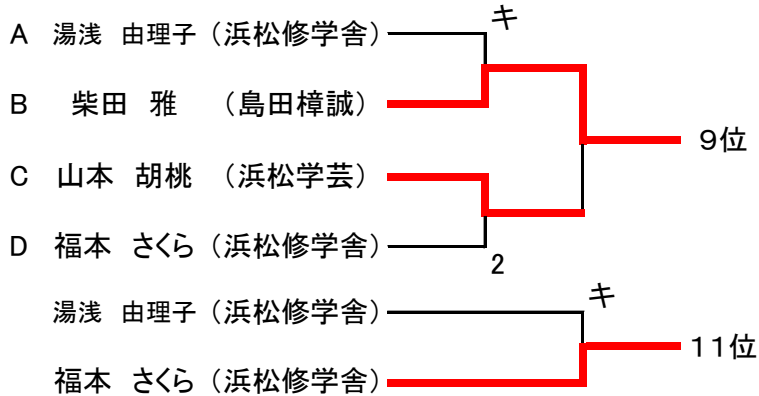 A 湯浅 由理子 (浜松修学舎) キ
B 柴田 雅 (島田樟誠)
9位
C 山本 胡桃 (浜松学芸)
D 福本 さくら (浜松修学舎) 2
湯浅 由理子 (浜松修学舎) キ
11位
福本 さくら (浜松修学舎)